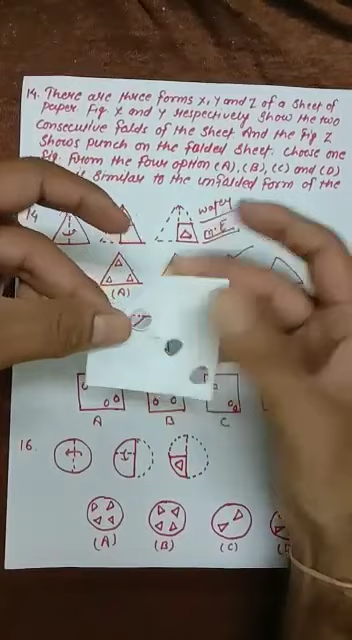 14. There are three forms X, Y and Z of a sheet of
paper Fig X and Y respectively show the two
consecutive folds of the sheet And the Fig Z
shows punch on the folded sheet. Choose one
fig. From the four option (A), (B), (C) and (D)
is similar to the unfolded form of the
14
water
(A)
A B C
16.
(A) (B) (C)